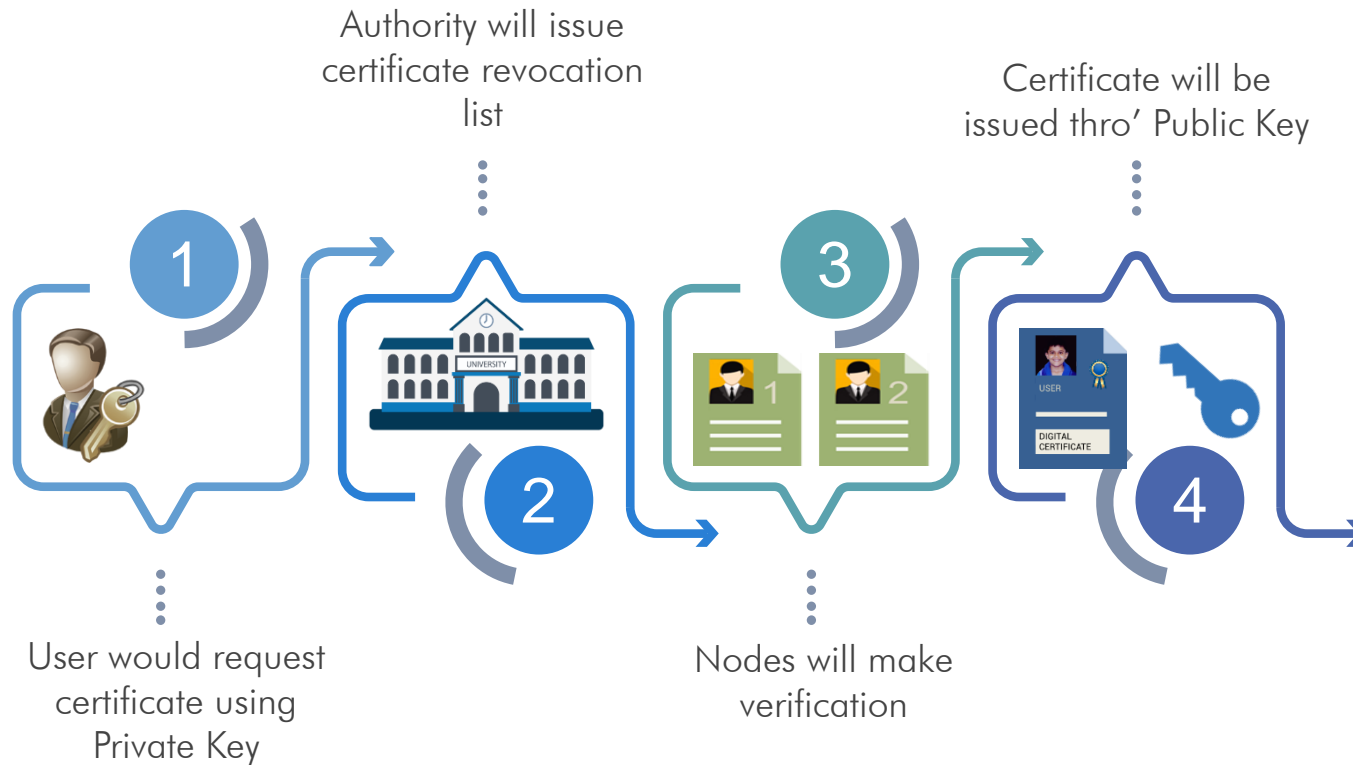 1
User would request
certificate using
Private Key
Authority will issue
certificate revocation
list
UNIVERSITY
2
3
1
2
Nodes will make
verification
Certificate will be
issued thro’ Public Key
USER
DIGITAL
CERTIFICATE
4